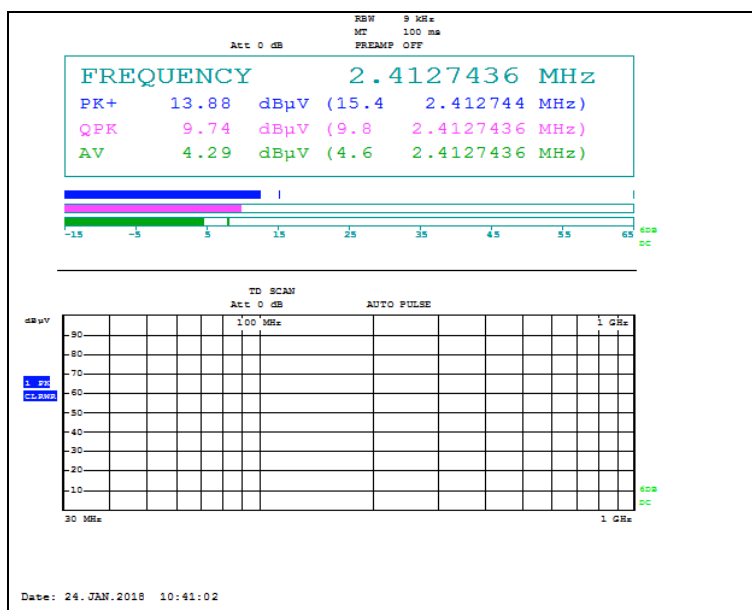 RBW 9 kHz
MT 100 ms
Att 0 dB PREAMP OFF
FREQUENCY 2.4127436 MHz
PK+ 13.88 dBµV (15.4 2.412744 MHz)
QPK 9.74 dBµV (9.8 2.4127436 MHz)
AV 4.29 dBµV (4.6 2.4127436 MHz)
-15 -5 5 15 25 35 45 55 65
6DB
DC
TD SCAN
Att 0 dB AUTO PULSE
dBµV
100 MHz 1 GHz
90
80
70
1 PK
60
CLRWR
50
40
30
20
10
6DB
DC
30 MHz 1 GHz
Date: 24.JAN.2018 10:41:02